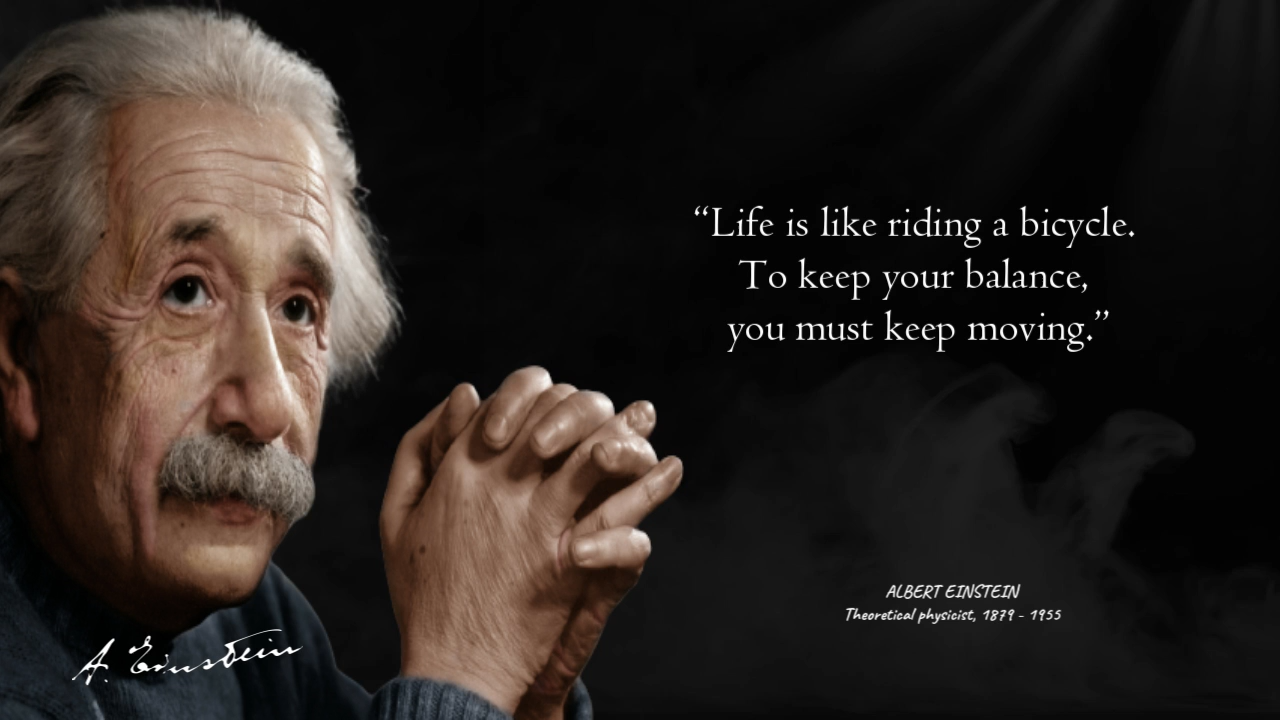 “Life is like riding a bicycle.
To keep your balance,
you must keep moving.”
ALBERT EINSTEIN
Theoretical physicist, 1879 - 1955
A. Einstein